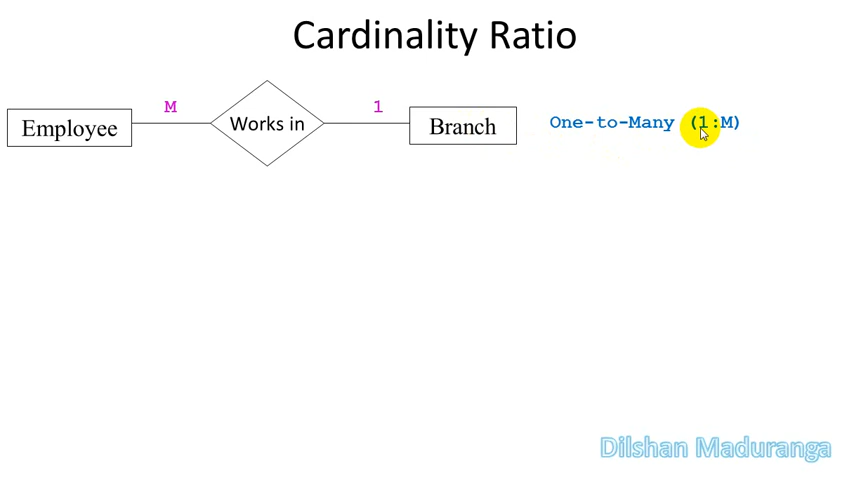 Cardinality Ratio
M
1
Employee
Works in
Branch
One-to-Many (1:M)
Dilshan Maduranga